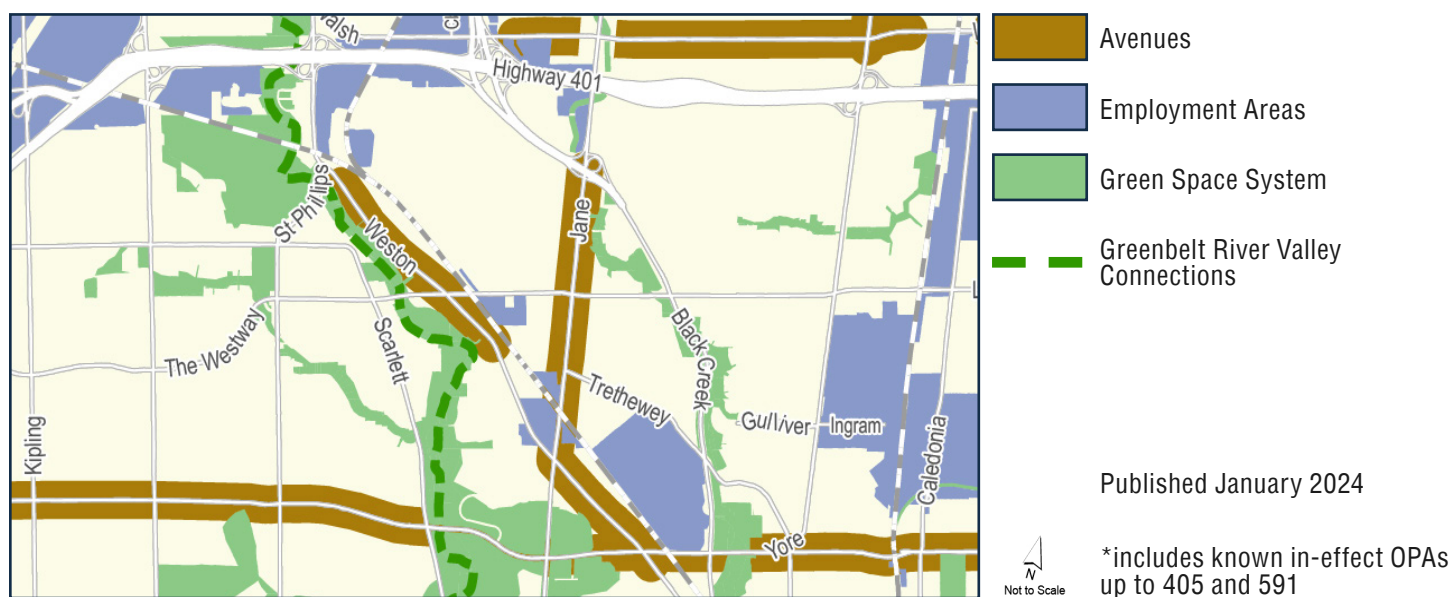 Walsh
Highway 401
St Phillips
Weston
Jane
The Westway
Scarlett
Black Creek
Trethewey
Gulliver
Ingram
Kipling
Caledonia
Yore
Avenues
Employment Areas
Green Space System
Greenbelt River Valley
Connections
Published January 2024
N
Not to Scale
*includes known in-effect OPAs
up to 405 and 591